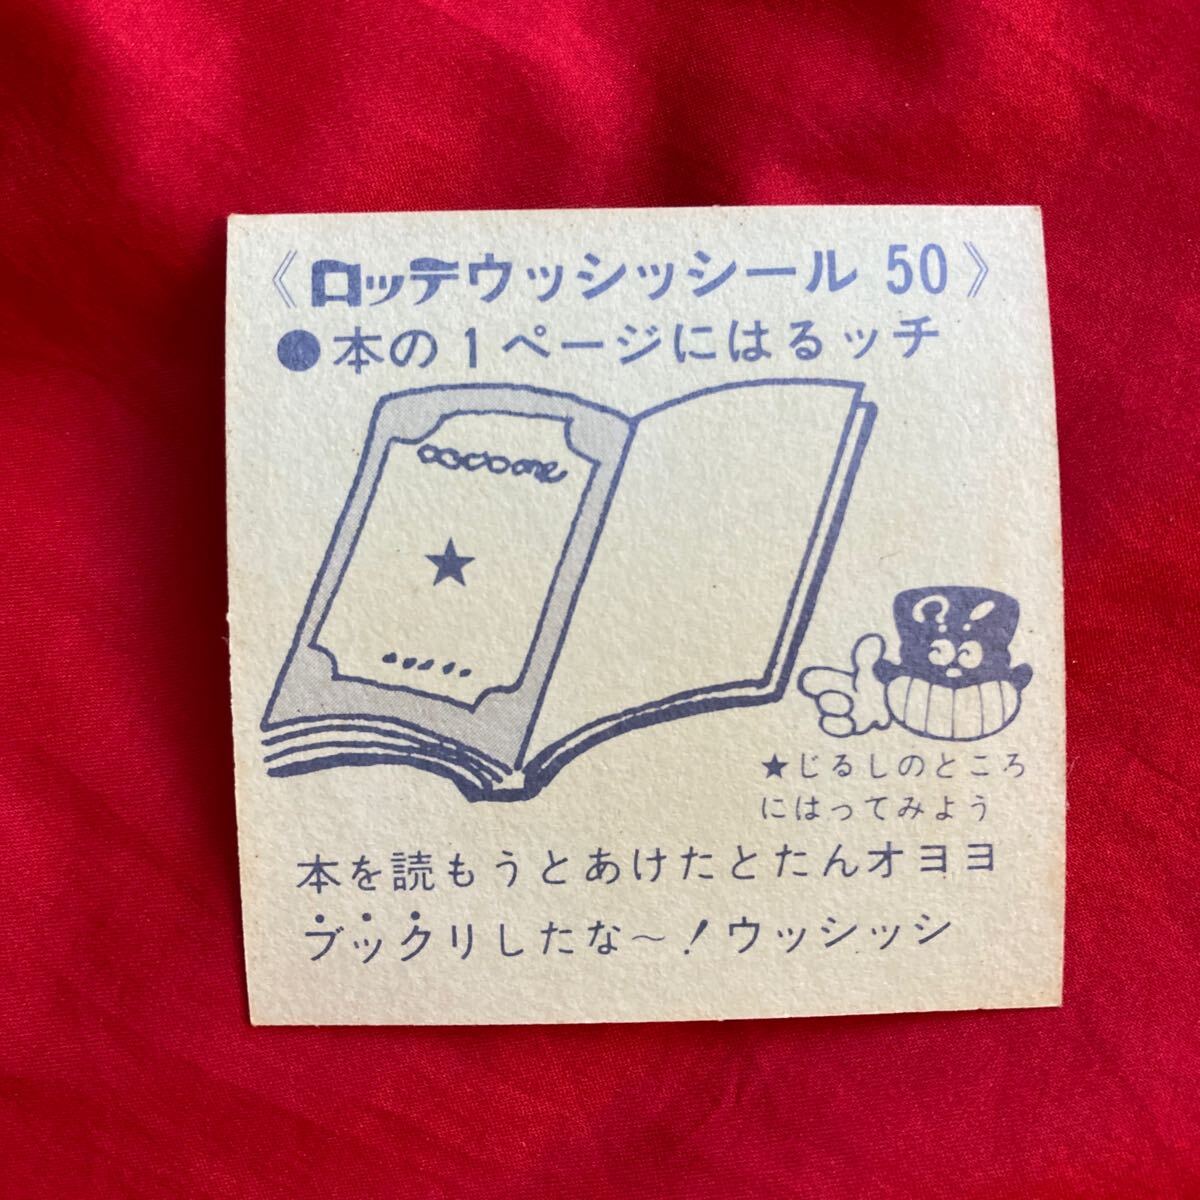 《ロッテウッシッシール 50》
●本の1ページにはるッチ
★
?!
★じるしのところ
にはってみよう
本を読もうとあけたとたんオヨヨ
ブックリしたな～!ウッシッシ